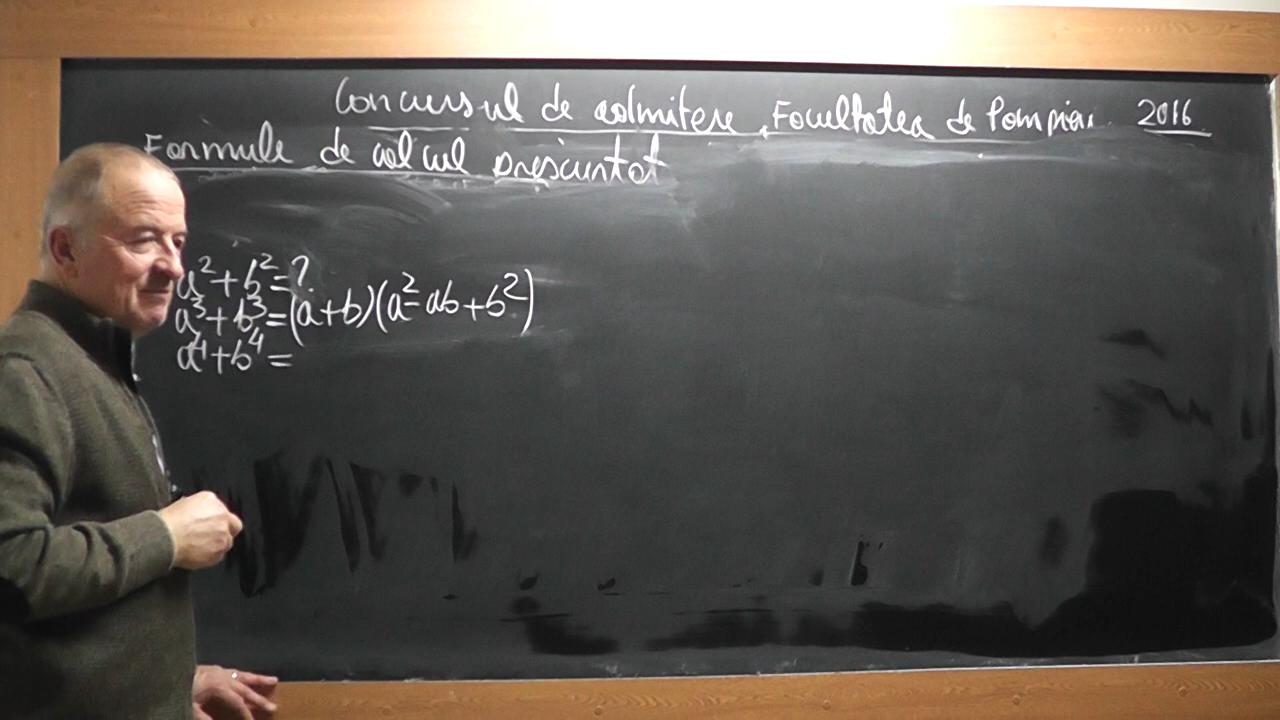 Concursul de admitere, Facultatea de Pompieri 2016
Formule de calcul prescurtat
a²+b²=?
a³+b³=(a+b)(a²-ab+b²)
a⁴+b⁴=